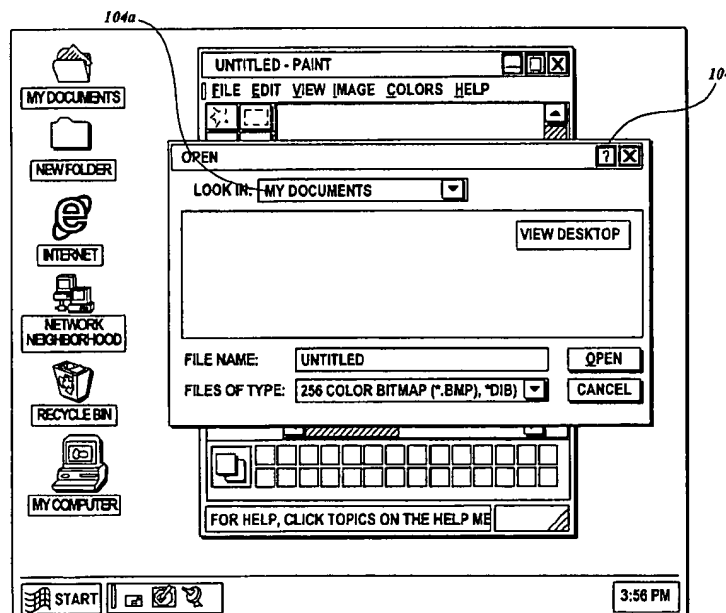 104a
104
MY DOCUMENTS
NEW FOLDER
INTERNET
NETWORK
NEIGHBORHOOD
RECYCLE BIN
MY COMPUTER
UNTITLED - PAINT
FILE EDIT VIEW IMAGE COLORS HELP
OPEN
?
LOOK IN: MY DOCUMENTS
VIEW DESKTOP
FILE NAME: UNTITLED OPEN
FILES OF TYPE: 256 COLOR BITMAP (*.BMP), *DIB) CANCEL
FOR HELP, CLICK TOPICS ON THE HELP ME
START
3:56 PM